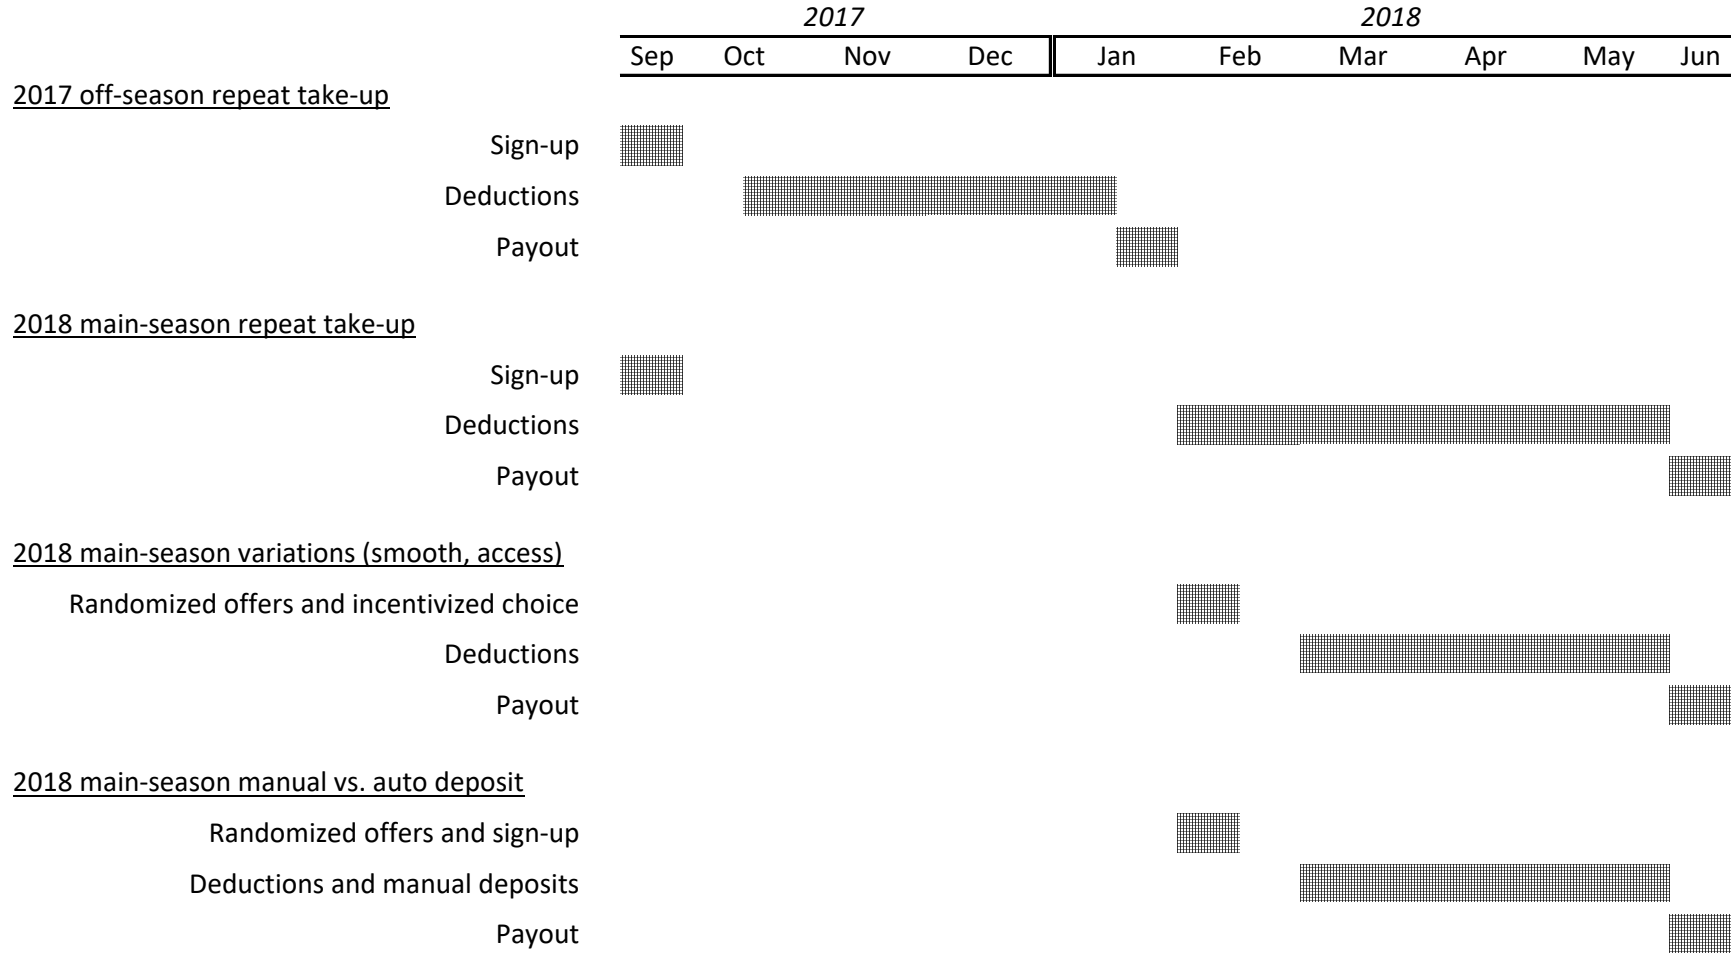 2017 2018
Sep Oct Nov Dec Jan Feb Mar Apr May Jun
2017 off-season repeat take-up
Sign-up
Deductions
Payout
2018 main-season repeat take-up
Sign-up
Deductions
Payout
2018 main-season variations (smooth, access)
Randomized offers and incentivized choice
Deductions
Payout
2018 main-season manual vs. auto deposit
Randomized offers and sign-up
Deductions and manual deposits
Payout